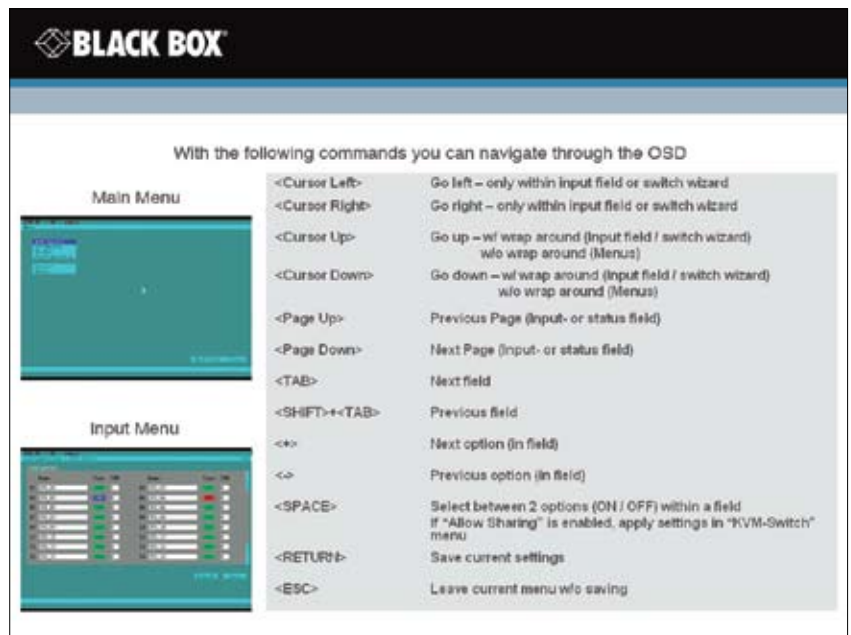 BLACK BOX
With the following commands you can navigate through the OSD
Main Menu
<Cursor Left> Go left – only within input field or switch wizard
<Cursor Right> Go right – only within input field or switch wizard
<Cursor Up> Go up – w/ wrap around (Input field / switch wizard)
w/o wrap around (Menus)
<Cursor Down> Go down – w/ wrap around (Input field / switch wizard)
w/o wrap around (Menus)
<Page Up> Previous Page (Input- or status field)
<Page Down> Next Page (Input- or status field)
<TAB> Next field
<SHIFT>+<TAB> Previous field
Input Menu
<+> Next option (in field)
<-> Previous option (in field)
<SPACE> Select between 2 options (ON / OFF) within a field
If "Allow Sharing" is enabled, apply settings in "KVM-Switch"
menu
<RETURN> Save current settings
<ESC> Leave current menu w/o saving